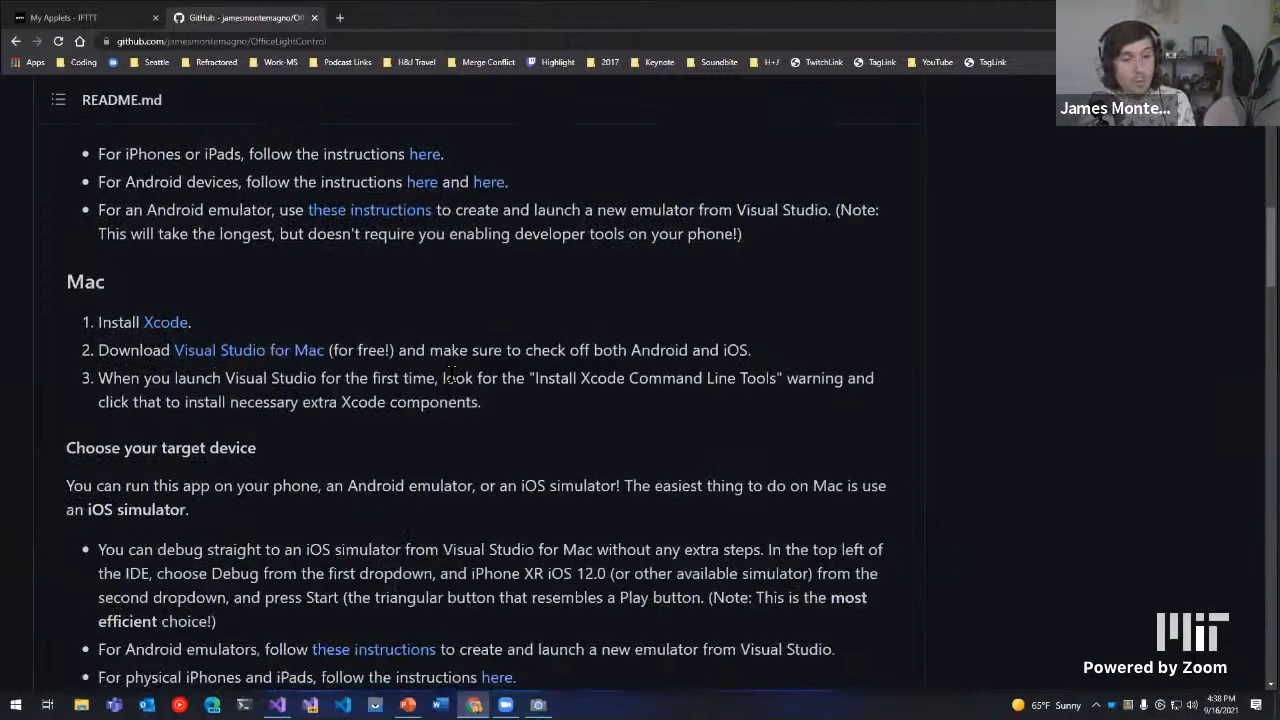 My Applets - IFTTT
GitHub - jamesmontemagno/Off
github.com/jamesmontemagno/OfficeLightControl
Apps
Coding
Seattle
Refractored
Work-MS
Podcast Links
H&J Travel
Merge Conflict
Highlight
2017
Keynote
Soundbite
H+J
TwitchLink
TagLink
YouTube
TagLink
James Monte...
README.md
• For iPhones or iPads, follow the instructions here.
• For Android devices, follow the instructions here and here.
• For an Android emulator, use these instructions to create and launch a new emulator from Visual Studio. (Note:
This will take the longest, but doesn't require you enabling developer tools on your phone!)
Mac
1. Install Xcode.
2. Download Visual Studio for Mac (for free!) and make sure to check off both Android and iOS.
3. When you launch Visual Studio for the first time, look for the "Install Xcode Command Line Tools" warning and
click that to install necessary extra Xcode components.
Choose your target device
You can run this app on your phone, an Android emulator, or an iOS simulator! The easiest thing to do on Mac is use
an iOS simulator.
• You can debug straight to an iOS simulator from Visual Studio for Mac without any extra steps. In the top left of
the IDE, choose Debug from the first dropdown, and iPhone XR iOS 12.0 (or other available simulator) from the
second dropdown, and press Start (the triangular button that resembles a Play button. (Note: This is the most
efficient choice!)
• For Android emulators, follow these instructions to create and launch a new emulator from Visual Studio.
• For physical iPhones and iPads, follow the instructions here.
MIT
Powered by Zoom
65°F Sunny
4:38 PM
9/16/2021